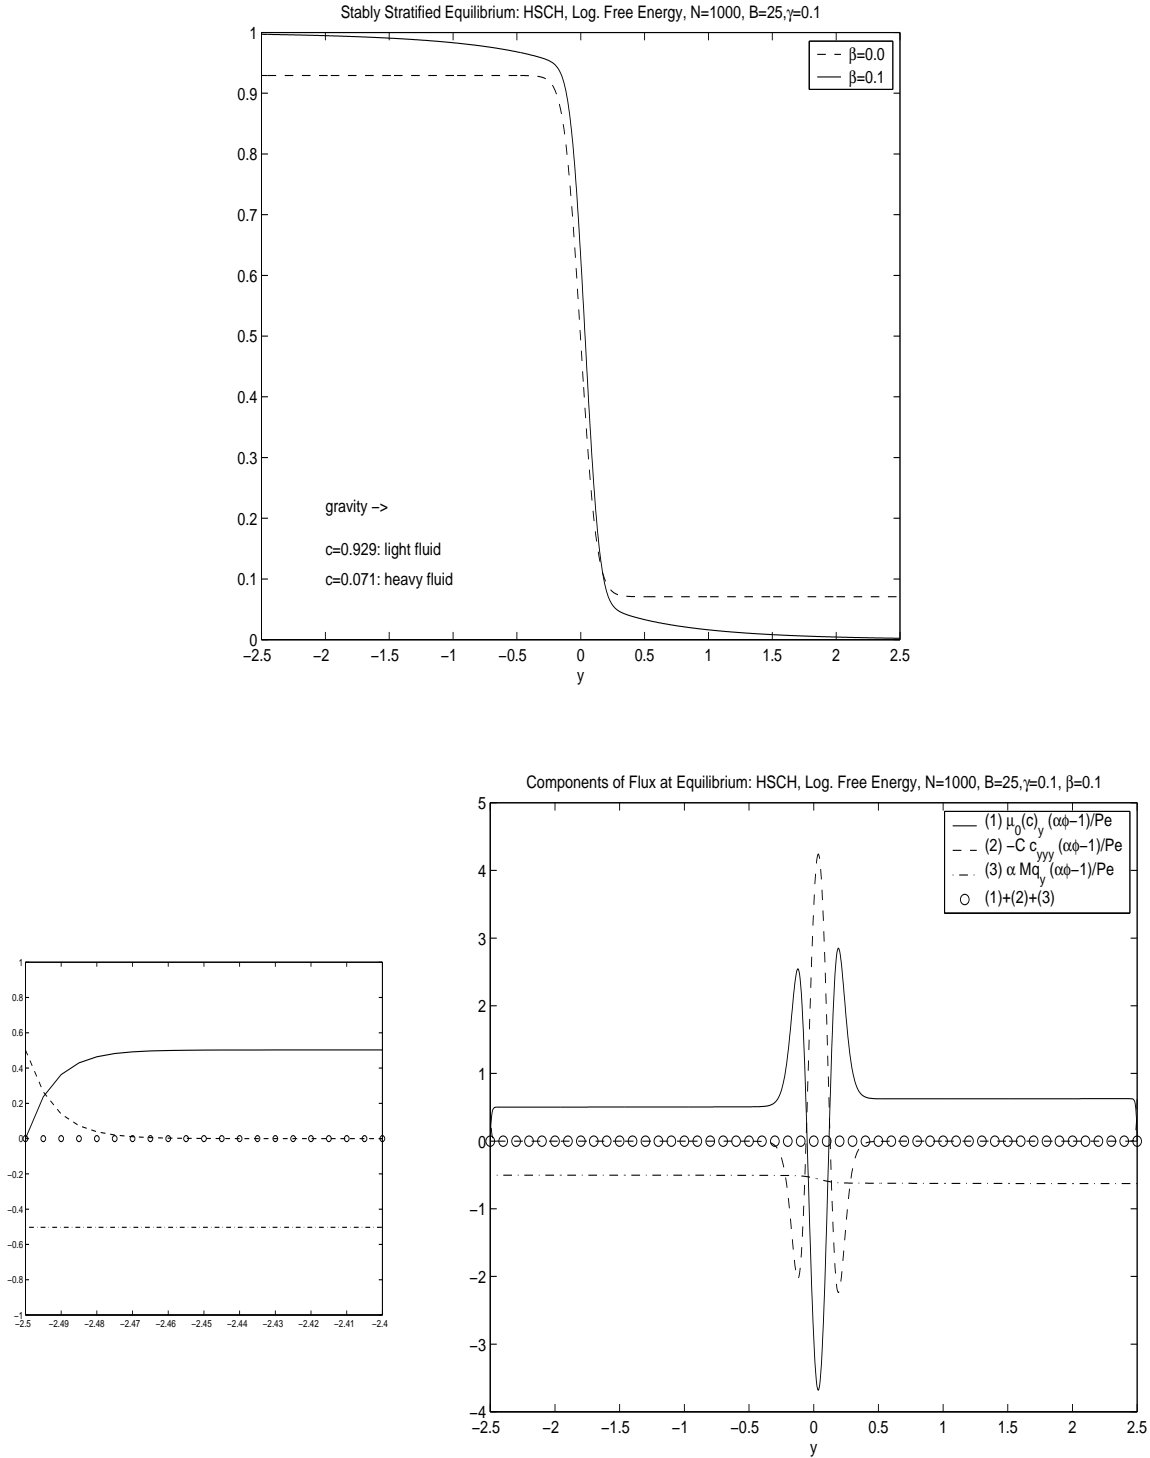 Stably Stratified Equilibrium: HSCH, Log. Free Energy, N=1000, B=25,γ=0.1
β=0.0
β=0.1
1
0.9
0.8
0.7
0.6
0.5
0.4
0.3
0.2
0.1
0
gravity −>
c=0.929: light fluid
c=0.071: heavy fluid
−2.5 −2 −1.5 −1 −0.5 0 0.5 1 1.5 2 2.5
y
Components of Flux at Equilibrium: HSCH, Log. Free Energy, N=1000, B=25,γ=0.1, β=0.1
(1) μ₀(c)_y (αϕ−1)/Pe
(2) −C c_yyy (αϕ−1)/Pe
(3) α Mq_y (αϕ−1)/Pe
(1)+(2)+(3)
5
4
3
2
1
0
−1
−2
−3
−4
−2.5 −2 −1.5 −1 −0.5 0 0.5 1 1.5 2 2.5
y
1
0.8
0.6
0.4
0.2
0
−0.2
−0.4
−0.6
−0.8
−1
−2.5 −2.49 −2.48 −2.47 −2.46 −2.45 −2.44 −2.43 −2.42 −2.41 −2.4